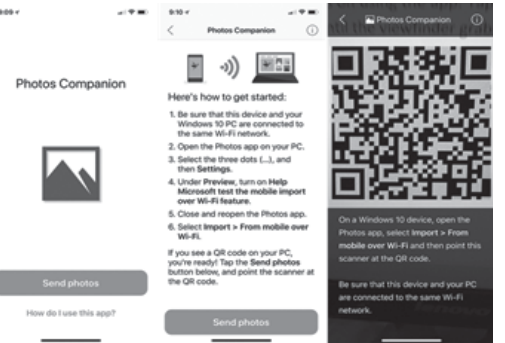 9:09
Photos Companion
Send photos
How do I use this app?
9:10
Photos Companion
Here's how to get started:
1. Be sure that this device and your
Windows 10 PC are connected to
the same Wi-Fi network.
2. Open the Photos app on your PC.
3. Select the three dots (...), and
then Settings.
4. Under Preview, turn on Help
Microsoft test the mobile import
over Wi-Fi feature.
5. Close and reopen the Photos app.
6. Select Import > From mobile over
Wi-Fi.
If you see a QR code on your PC,
you're ready! Tap the Send photos
button below, and point the scanner at
the QR code.
Send photos
Photos Companion
the viewfinder
On a Windows 10 device, open the
Photos app, select Import > From
mobile over Wi-Fi and then point this
scanner at the QR code.
Be sure that this device and your PC
are connected to the same Wi-Fi
network.